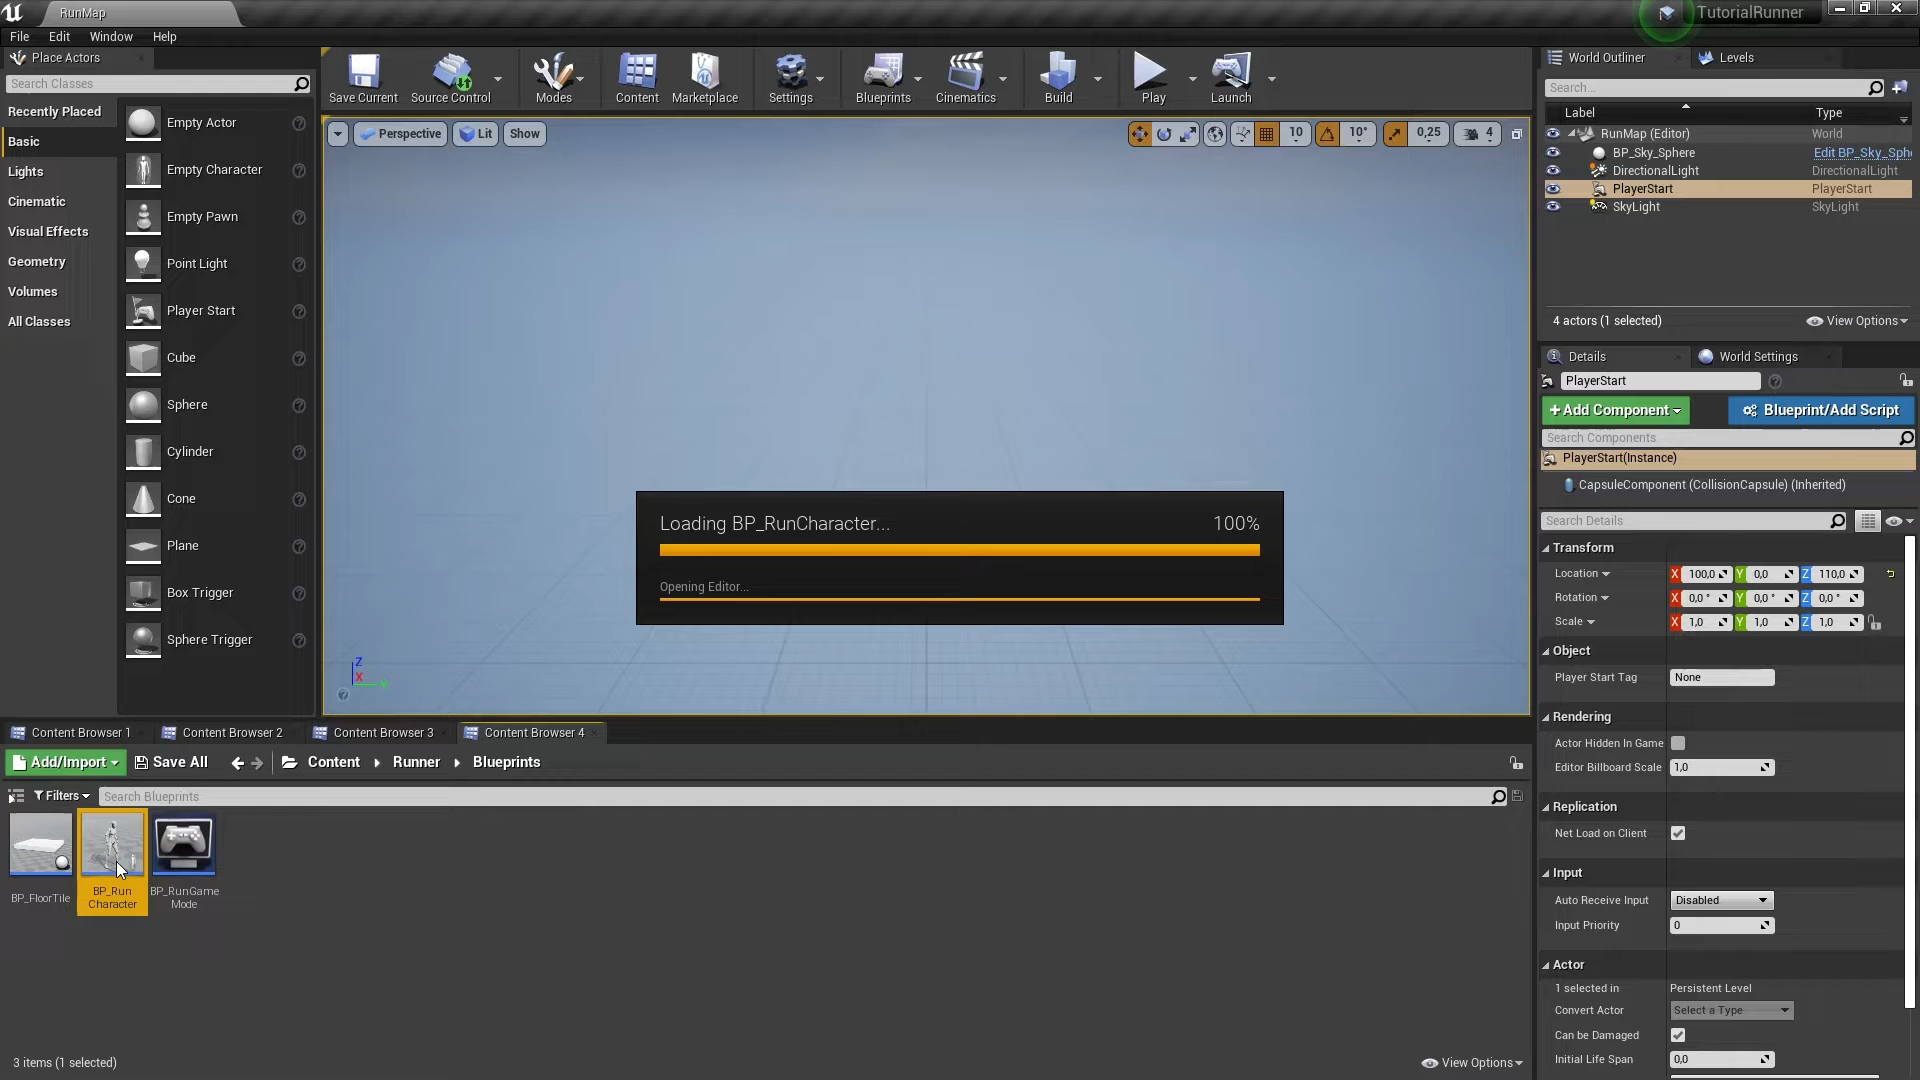 RunMap
TutorialRunner
File
Edit
Window
Help
Place Actors
Search Classes
Recently Placed
Basic
Lights
Cinematic
Visual Effects
Geometry
Volumes
All Classes
Empty Actor
Empty Character
Empty Pawn
Point Light
Player Start
Cube
Sphere
Cylinder
Cone
Plane
Box Trigger
Sphere Trigger
Save Current
Source Control
Modes
Content
Marketplace
Settings
Blueprints
Cinematics
Build
Play
Launch
Perspective
Lit
Show
10
10°
0,25
4
Loading BP_RunCharacter...
100%
Opening Editor...
Z
X
Y
World Outliner
Levels
Search...
Label
Type
RunMap (Editor)
World
BP_Sky_Sphere
Edit BP_Sky_Sph
DirectionalLight
DirectionalLight
PlayerStart
PlayerStart
SkyLight
SkyLight
4 actors (1 selected)
View Options
Details
World Settings
PlayerStart
+Add Component
Blueprint/Add Script
Search Components
PlayerStart(Instance)
CapsuleComponent (CollisionCapsule) (Inherited)
Search Details
Transform
Location
X 100,0 Y 0,0 Z 110,0
Rotation
X 0,0 ° Y 0,0 ° Z 0,0 °
Scale
X 1,0 Y 1,0 Z 1,0
Object
Player Start Tag
None
Rendering
Actor Hidden In Game
Editor Billboard Scale
1,0
Replication
Net Load on Client
Input
Auto Receive Input
Disabled
Input Priority
0
Actor
1 selected in
Persistent Level
Convert Actor
Select a Type
Can be Damaged
Initial Life Span
0,0
Content Browser 1
Content Browser 2
Content Browser 3
Content Browser 4
Add/Import
Save All
Content
Runner
Blueprints
Filters
Search Blueprints
BP_FloorTile
BP_Run
Character
BP_RunGame
Mode
3 items (1 selected)
View Options